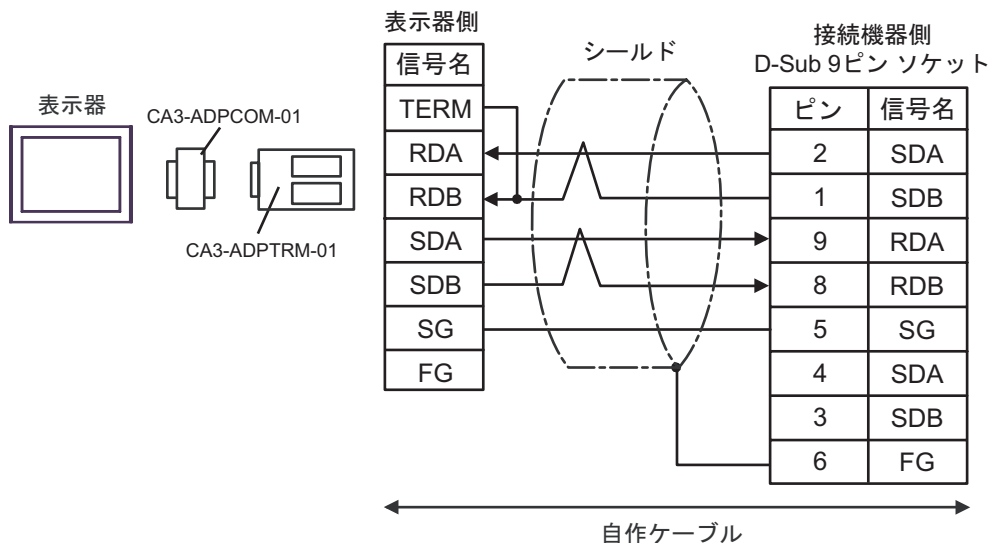 表示器
CA3-ADPCOM-01
CA3-ADPTRM-01
表示器側
信号名
TERM
RDA
RDB
SDA
SDB
SG
FG
シールド
接続機器側
D-Sub 9ピン ソケット
ピン 信号名
2 SDA
1 SDB
9 RDA
8 RDB
5 SG
4 SDA
3 SDB
6 FG
自作ケーブル